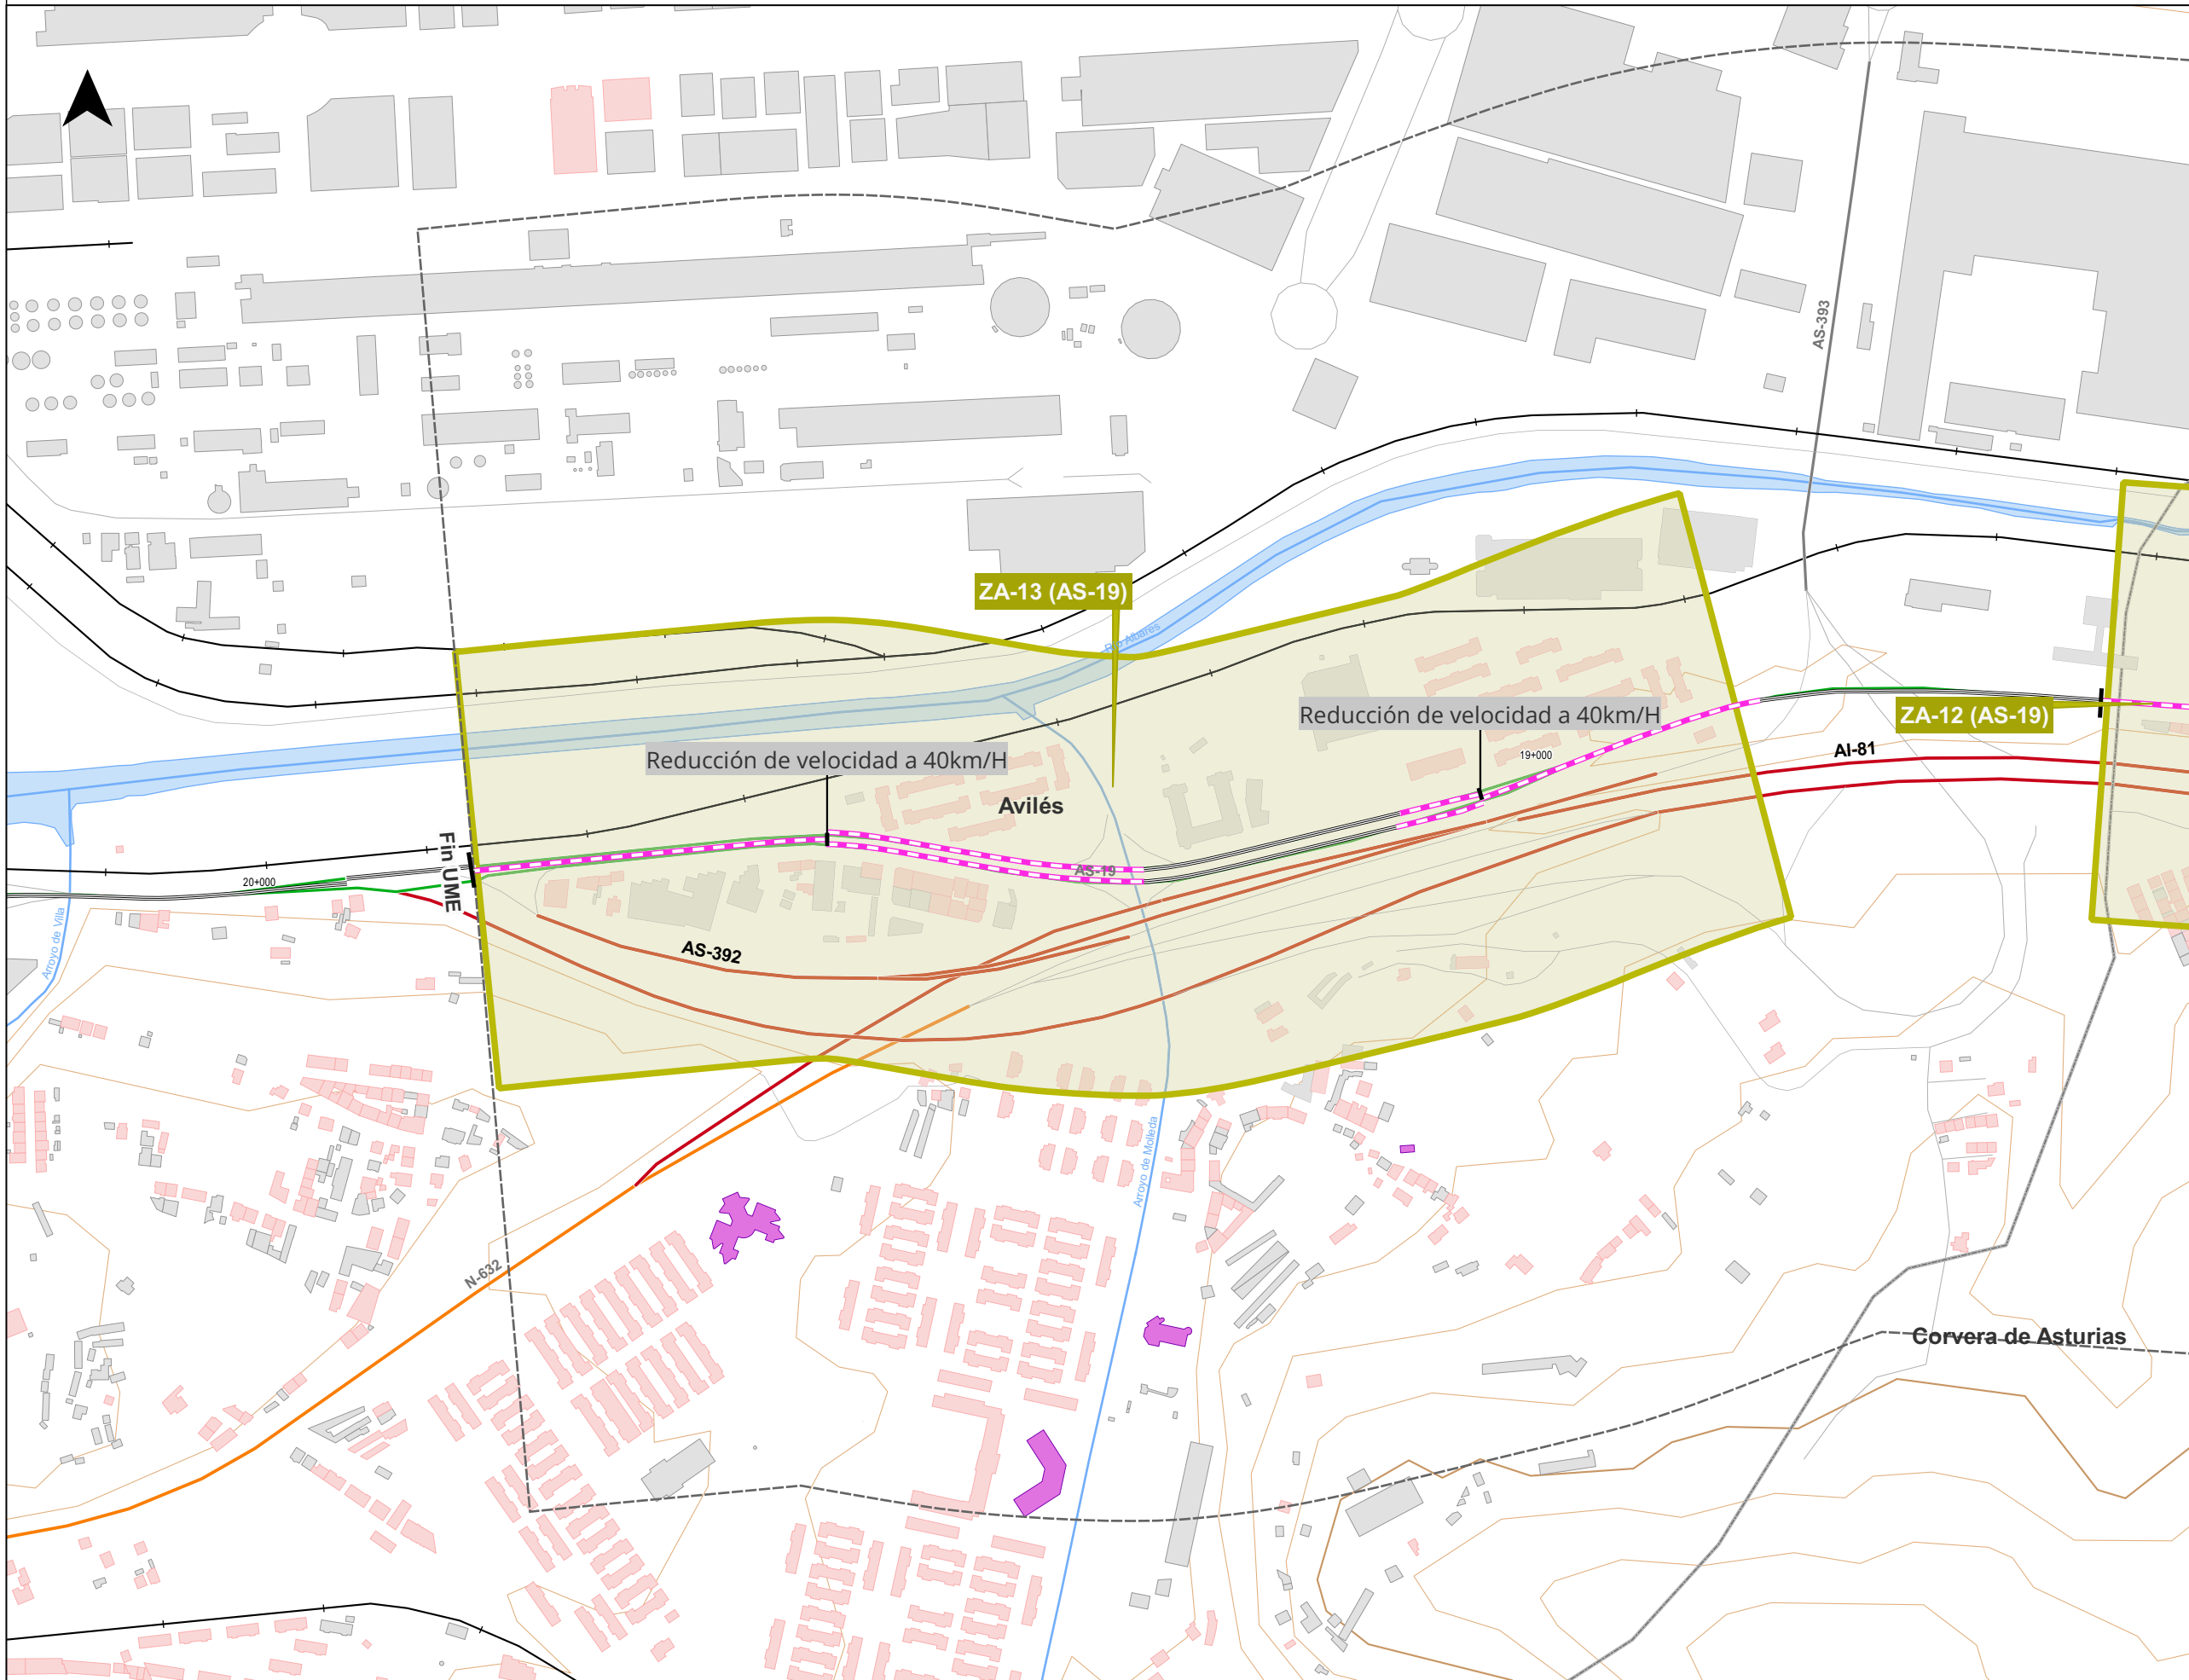 AS-393
ZA-13 (AS-19)
Río Albares
Reducción de velocidad a 40km/H
ZA-12 (AS-19)
19+000
AI-81
Reducción de velocidad a 40km/H
Avilés
Fin UME
AS-19
20+000
Arroyo de Villa
AS-392
Arroyo de Molleda
N-632
Corvera de Asturias